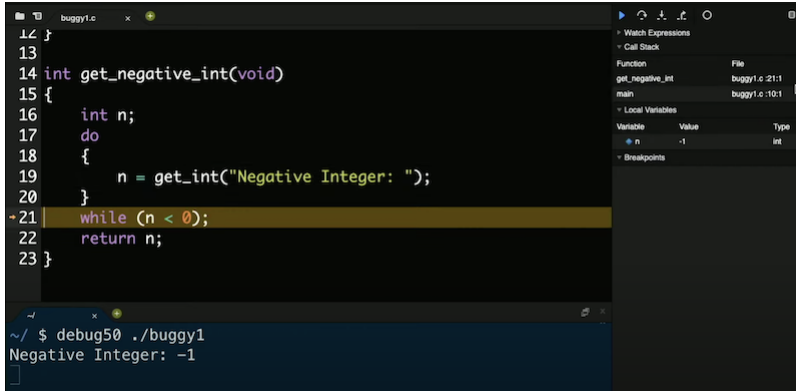 buggy1.c ×
12 }
13
14 int get_negative_int(void)
15 {
16 int n;
17 do
18 {
19 n = get_int("Negative Integer: ");
20 }
21 while (n < 0);
22 return n;
23 }
~/ ×
~/ $ debug50 ./buggy1
Negative Integer: -1
Watch Expressions
Call Stack
Function File
get_negative_int buggy1.c :21:1
main buggy1.c :10:1
Local Variables
Variable Value Type
n -1 int
Breakpoints